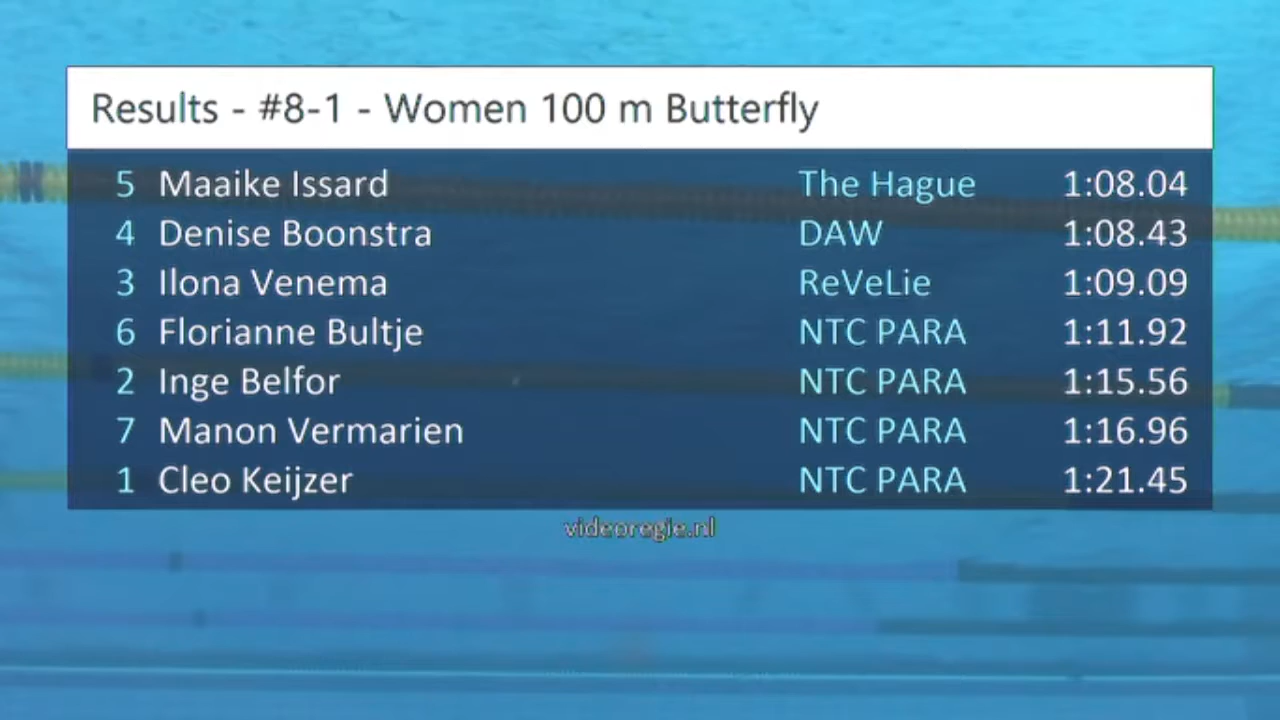 Results - #8-1 - Women 100 m Butterfly
5 Maaike Issard The Hague 1:08.04
4 Denise Boonstra DAW 1:08.43
3 Ilona Venema ReVeLie 1:09.09
6 Florianne Bultje NTC PARA 1:11.92
2 Inge Belfor NTC PARA 1:15.56
7 Manon Vermarien NTC PARA 1:16.96
1 Cleo Keijzer NTC PARA 1:21.45
videoregie.nl